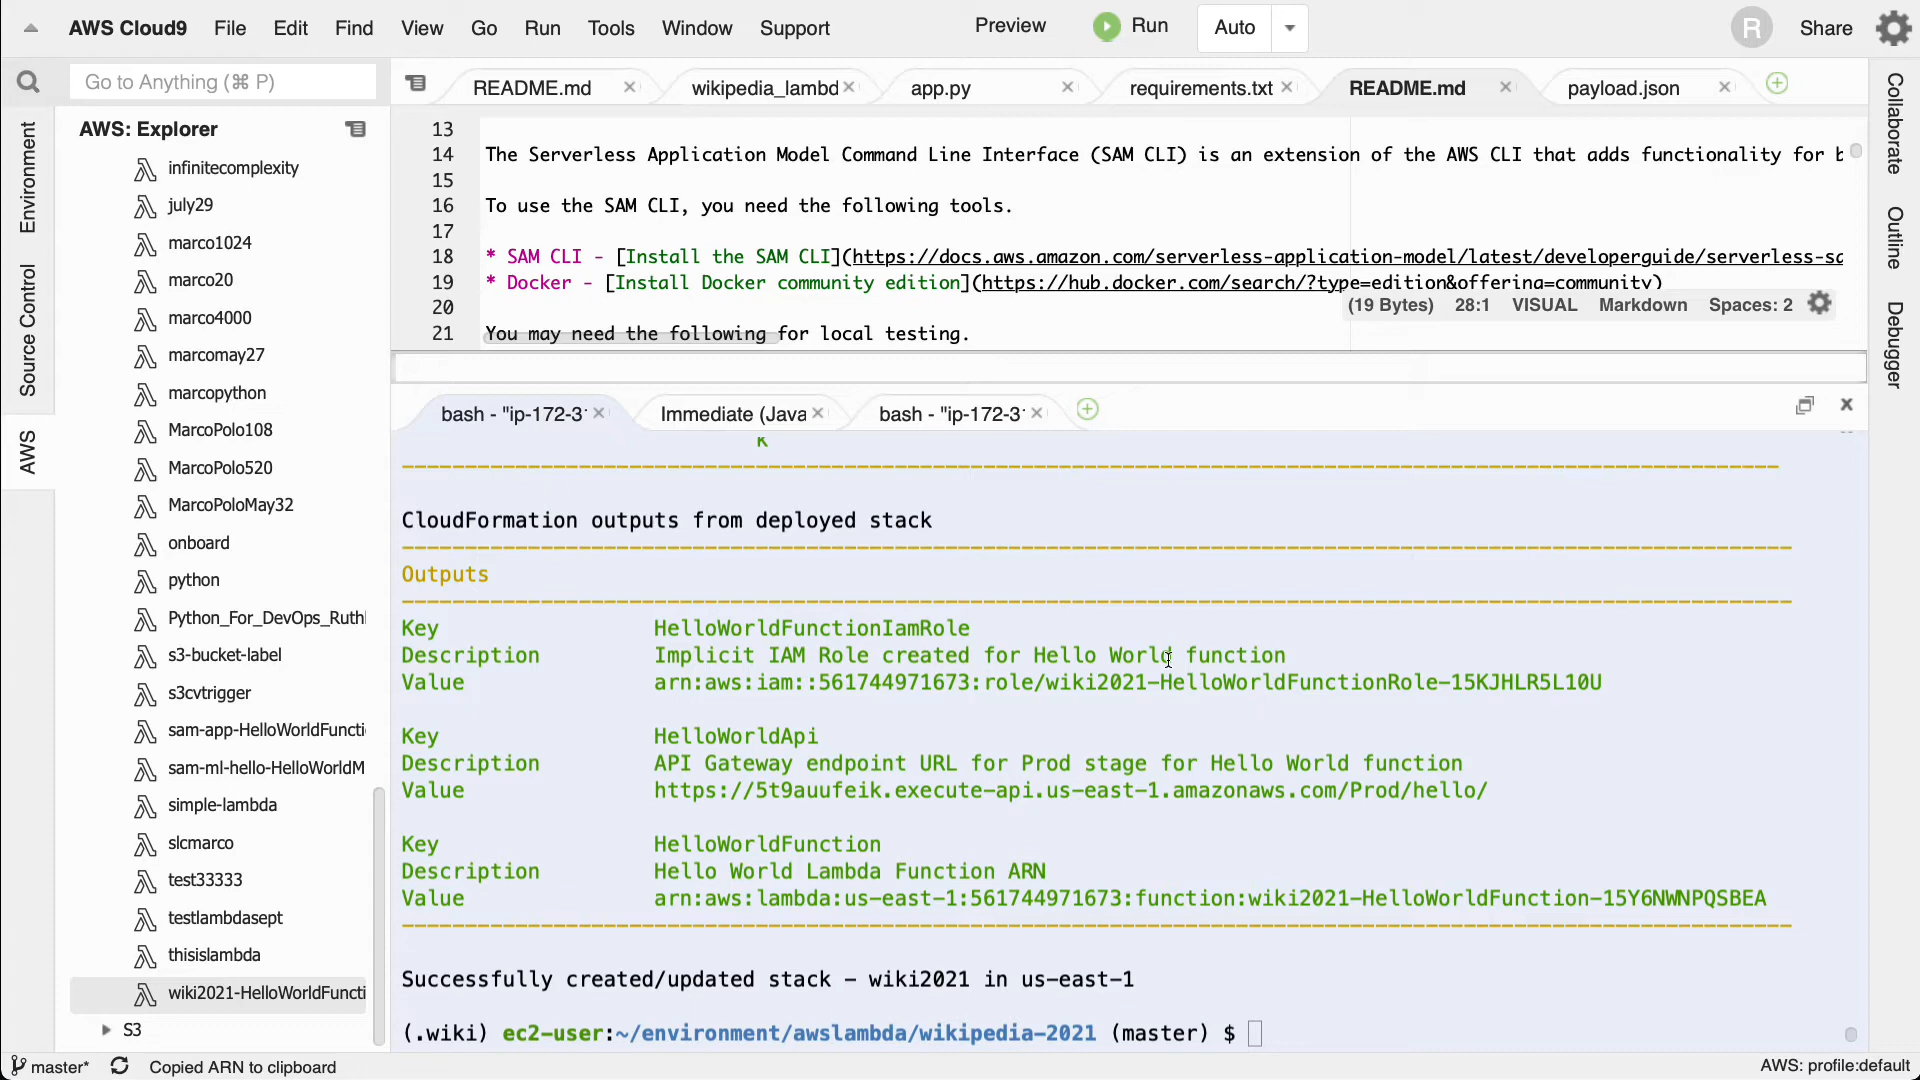 AWS Cloud9 File Edit Find View Go Run Tools Window Support Preview Run Auto R Share
Go to Anything (⌘ P)
README.md wikipedia_lambd app.py requirements.txt README.md payload.json
Environment
Source Control
AWS
AWS: Explorer
infinitecomplexity
july29
marco1024
marco20
marco4000
marcomay27
marcopython
MarcoPolo108
MarcoPolo520
MarcoPoloMay32
onboard
python
Python_For_DevOps_Ruthl
s3-bucket-label
s3cvtrigger
sam-app-HelloWorldFuncti
sam-ml-hello-HelloWorldM
simple-lambda
slcmarco
test33333
testlambdasept
thisislambda
wiki2021-HelloWorldFuncti
S3
13
14 The Serverless Application Model Command Line Interface (SAM CLI) is an extension of the AWS CLI that adds functionality for b
15
16 To use the SAM CLI, you need the following tools.
17
18 * SAM CLI - [Install the SAM CLI](https://docs.aws.amazon.com/serverless-application-model/latest/developerguide/serverless-sa
19 * Docker - [Install Docker community edition](https://hub.docker.com/search/?type=edition&offering=community)
20
21 You may need the following for local testing.
(19 Bytes) 28:1 VISUAL Markdown Spaces: 2
bash - "ip-172-3 Immediate (Java bash - "ip-172-3
CloudFormation outputs from deployed stack
Outputs
Key HelloWorldFunctionIamRole
Description Implicit IAM Role created for Hello World function
Value arn:aws:iam::561744971673:role/wiki2021-HelloWorldFunctionRole-15KJHLR5L10U
Key HelloWorldApi
Description API Gateway endpoint URL for Prod stage for Hello World function
Value https://5t9auufeik.execute-api.us-east-1.amazonaws.com/Prod/hello/
Key HelloWorldFunction
Description Hello World Lambda Function ARN
Value arn:aws:lambda:us-east-1:561744971673:function:wiki2021-HelloWorldFunction-15Y6NWNPQSBEA
Successfully created/updated stack - wiki2021 in us-east-1
(.wiki) ec2-user:~/environment/awslambda/wikipedia-2021 (master) $
Collaborate
Outline
Debugger
master* Copied ARN to clipboard AWS: profile:default